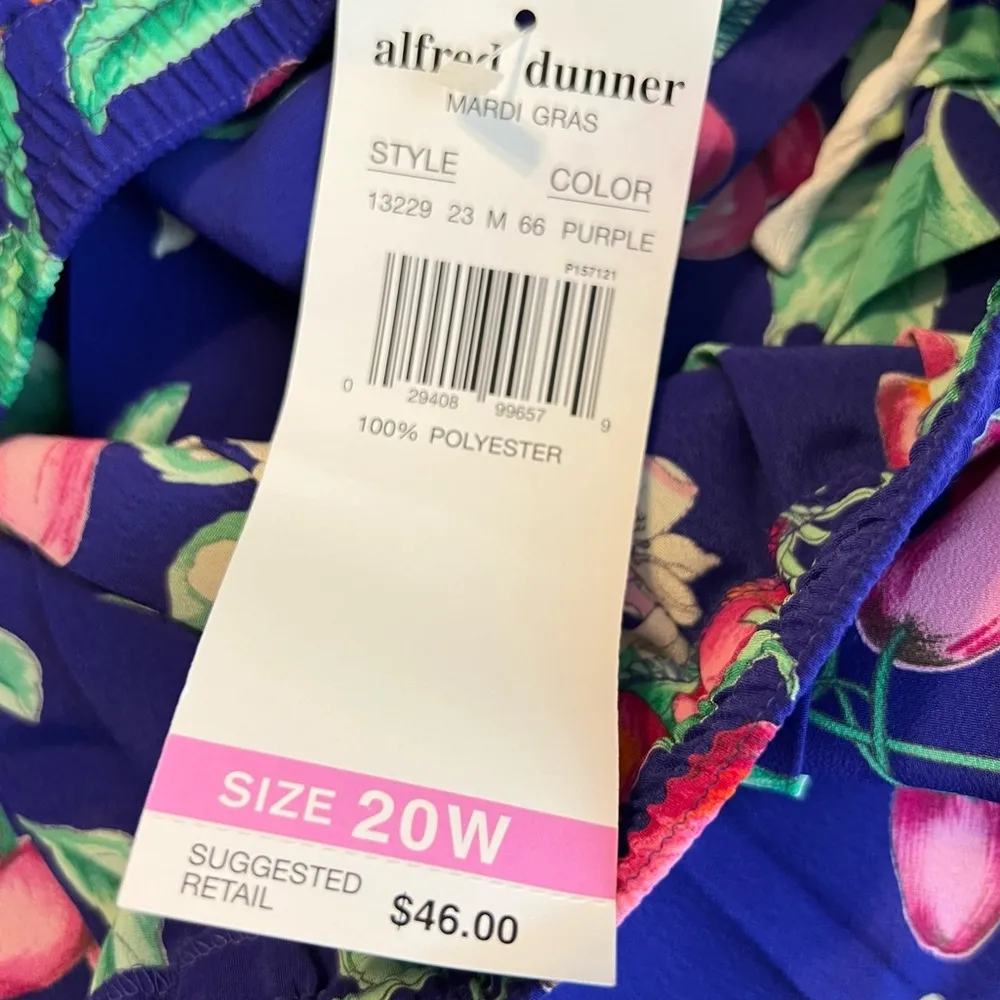 alfred dunner
MARDI GRAS
STYLE COLOR
13229 23 M 66 PURPLE
P157121
0 29408 99657 9
100% POLYESTER
SIZE 20W
SUGGESTED
RETAIL $46.00